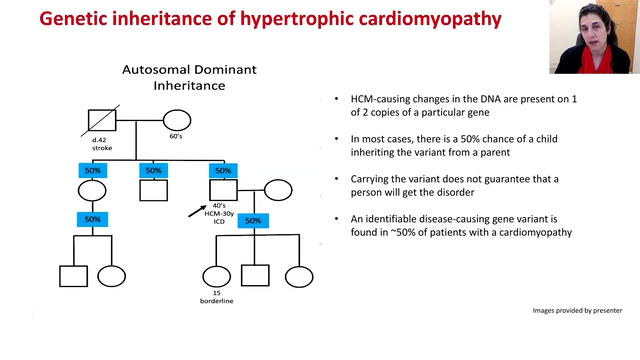 Genetic inheritance of hypertrophic cardiomyopathy
Autosomal Dominant
Inheritance
d.42
stroke
60's
50%
50%
50%
40's
HCM-30y
ICD
50%
50%
15
borderline
• HCM-causing changes in the DNA are present on 1
of 2 copies of a particular gene
• In most cases, there is a 50% chance of a child
inheriting the variant from a parent
• Carrying the variant does not guarantee that a
person will get the disorder
• An identifiable disease-causing gene variant is
found in ~50% of patients with a cardiomyopathy
Images provided by presenter